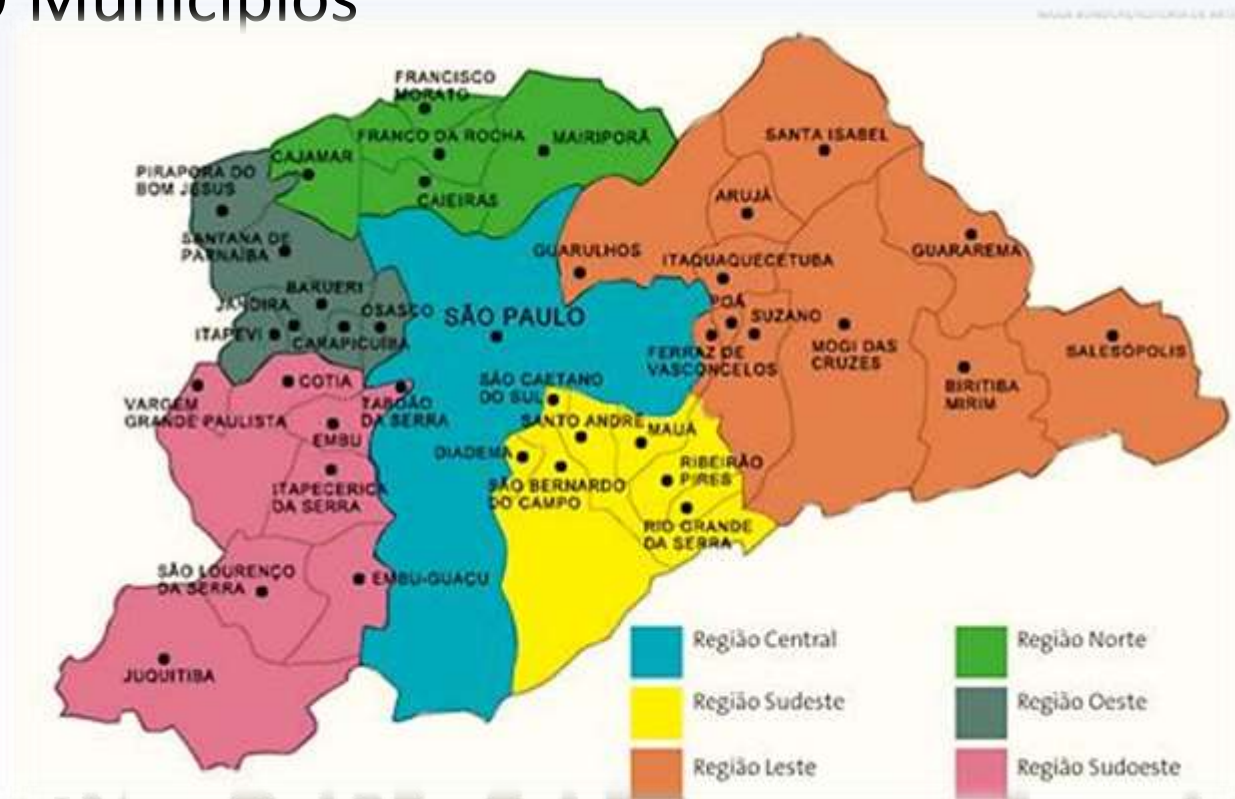 Municípios
FRANCISCO
MORATO
FRANCO DA ROCHA
MAIRIPORÃ
CAJAMAR
CAIEIRAS
SANTA ISABEL
PIRAPORA DO
BOM JESUS
ARUJÁ
SANTANA DE
PARNAÍBA
GUARULHOS
ITAQUAQUECETUBA
GUARAREMA
BARUERI
JANDIRA
OSASCO
ITAPEVI
CARAPICUÍBA
SÃO PAULO
POÁ
SUZANO
FERRAZ DE
VASCONCELOS
MOGI DAS
CRUZES
SALESÓPOLIS
BIRITIBA
MIRIM
COTIA
VARGEM
GRANDE PAULISTA
TABOÃO
DA SERRA
SÃO CAETANO
DO SUL
SANTO ANDRÉ
MAUÁ
EMBU
DIADEMA
RIBEIRÃO
PIRES
ITAPECERICA
DA SERRA
SÃO BERNARDO
DO CAMPO
RIO GRANDE
DA SERRA
SÃO LOURENÇO
DA SERRA
EMBU-GUAÇU
JUQUITIBA
Região Central
Região Norte
Região Sudeste
Região Oeste
Região Leste
Região Sudoeste